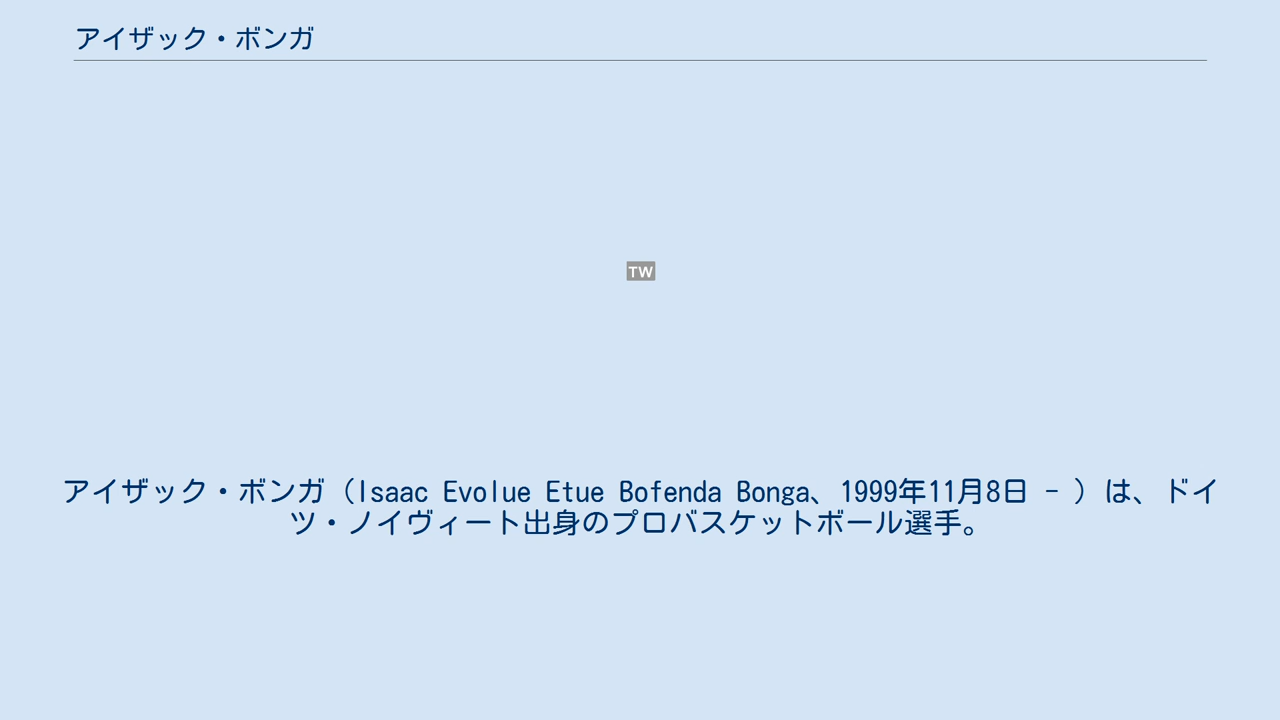 アイザック・ボンガ
TW
アイザック・ボンガ（Isaac Evolue Etue Bofenda Bonga、1999年11月8日 - ）は、ドイ
ツ・ノイヴィート出身のプロバスケットボール選手。